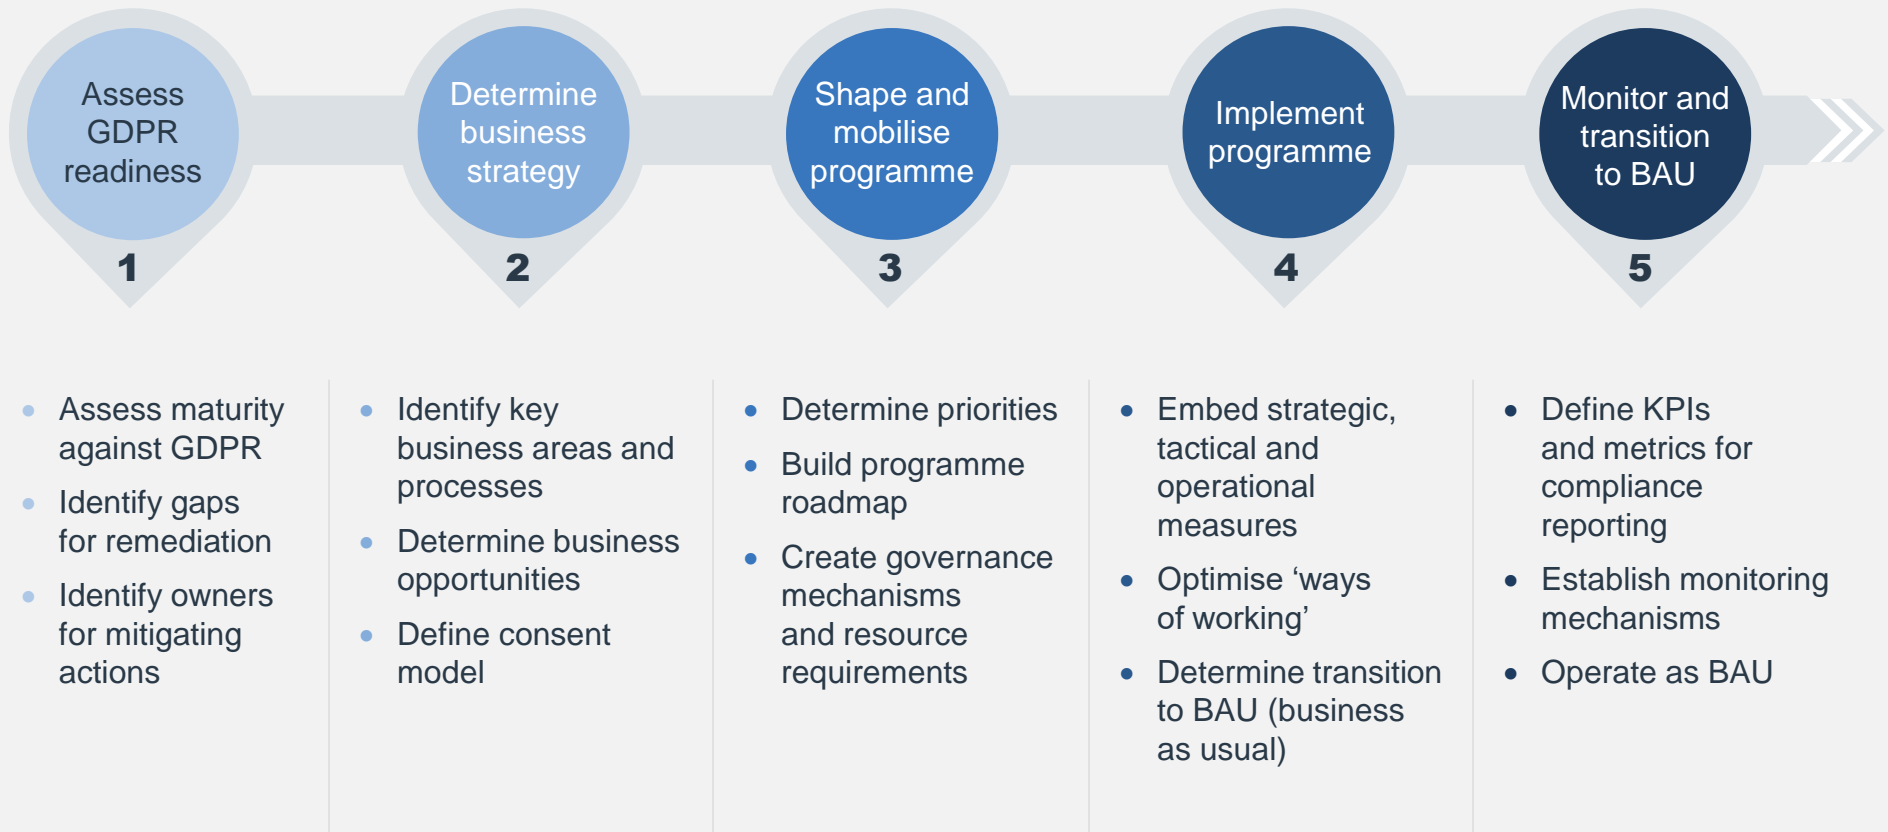 Assess
GDPR
readiness
1
Determine
business
strategy
2
Shape and
mobilise
programme
3
Implement
programme
4
Monitor and
transition
to BAU
5
• Assess maturity
against GDPR
• Identify gaps
for remediation
• Identify owners
for mitigating
actions
• Identify key
business areas and
processes
• Determine business
opportunities
• Define consent
model
• Determine priorities
• Build programme
roadmap
• Create governance
mechanisms
and resource
requirements
• Embed strategic,
tactical and
operational
measures
• Optimise ‘ways
of working’
• Determine transition
to BAU (business
as usual)
• Define KPIs
and metrics for
compliance
reporting
• Establish monitoring
mechanisms
• Operate as BAU